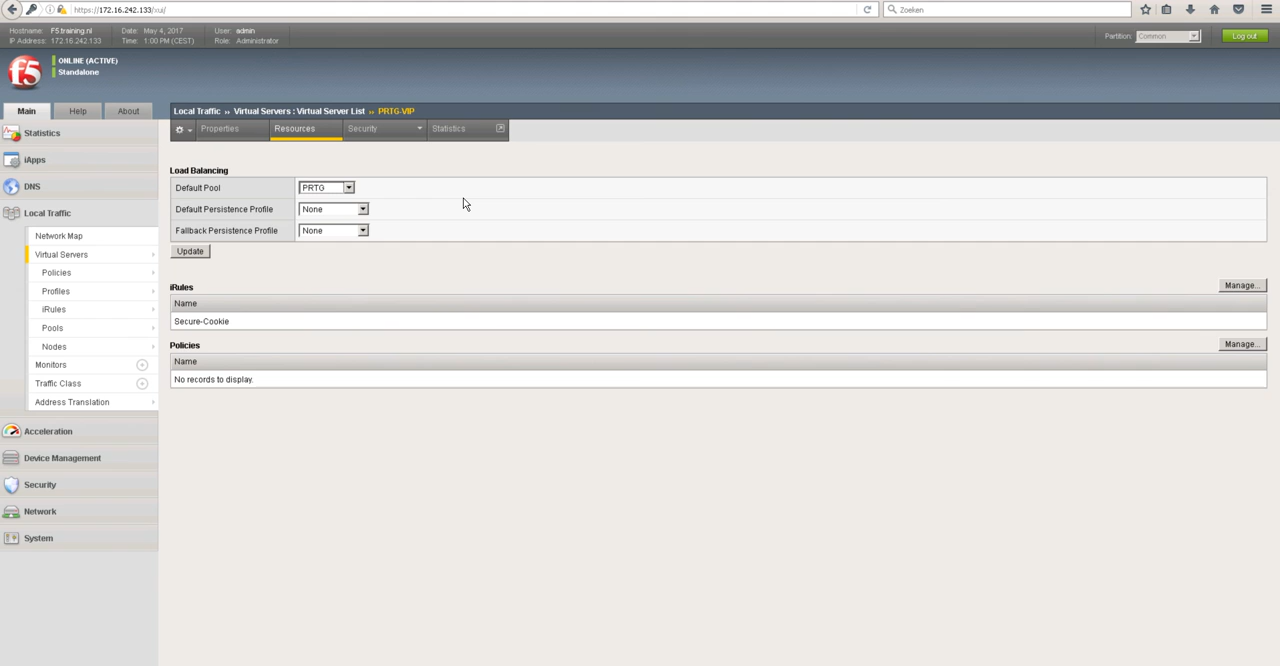 https://172.16.242.133/xui/
Zoeken
Hostname: F5.training.nl Date: May 4, 2017 User: admin
IP Address: 172.16.242.133 Time: 1:00 PM (CEST) Role: Administrator
Partition: Common Log out
f5
ONLINE (ACTIVE)
Standalone
Main Help About
Local Traffic ›› Virtual Servers : Virtual Server List ›› PRTG-VIP
Properties Resources Security Statistics
Statistics
iApps
DNS
Local Traffic
Network Map
Virtual Servers
Policies
Profiles
iRules
Pools
Nodes
Monitors
Traffic Class
Address Translation
Acceleration
Device Management
Security
Network
System
Load Balancing
Default Pool PRTG
Default Persistence Profile None
Fallback Persistence Profile None
Update
iRules Manage...
Name
Secure-Cookie
Policies Manage...
Name
No records to display.